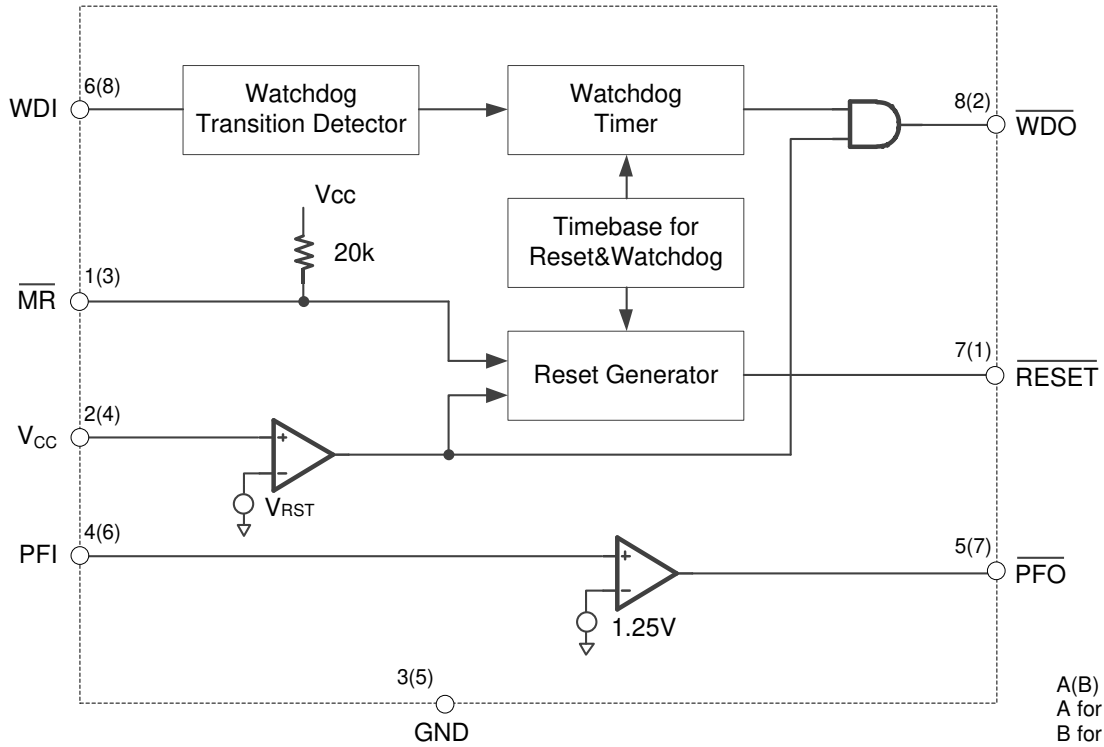 6(8)
WDI
Watchdog
Transition Detector
Watchdog
Timer
8(2)
WDO
Vcc
20k
Timebase for
Reset&Watchdog
1(3)
MR
Reset Generator
7(1)
RESET
2(4)
VCC
+
−
VRST
4(6)
PFI
+
−
1.25V
5(7)
PFO
3(5)
GND
A(B)
A for
B for